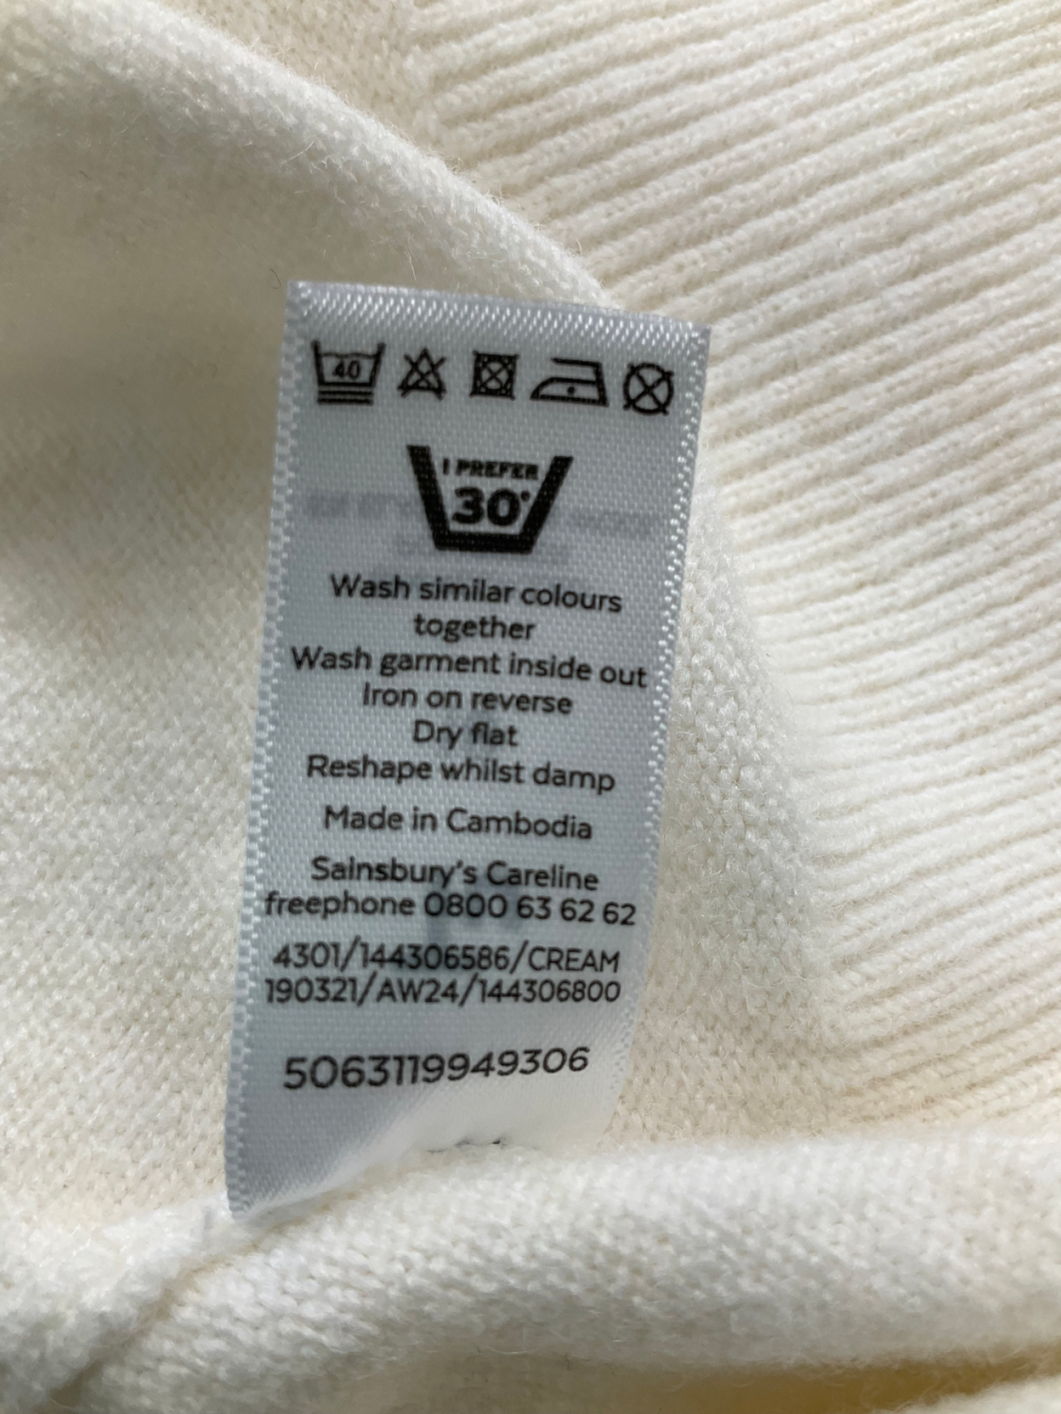 40
I PREFER
30°
Wash similar colours
together
Wash garment inside out
Iron on reverse
Dry flat
Reshape whilst damp
Made in Cambodia
Sainsbury's Careline
freephone 0800 63 62 62
4301/144306586/CREAM
190321/AW24/144306800
5063119949306